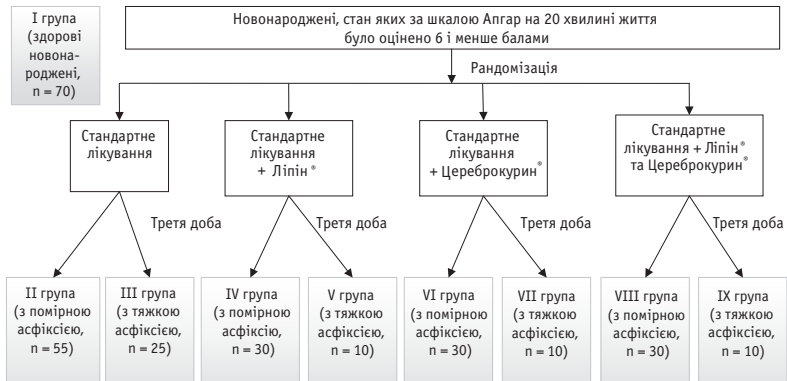 I група
(здорові
новона-
роджені,
n = 70)
Новонароджені, стан яких за шкалою Апгар на 20 хвилині життя
було оцінено 6 і менше балами
Рандомізація
Стандартне
лікування
Стандартне
лікування
+ Ліпін®
Стандартне
лікування
+ Цереброкурин®
Стандартне
лікування + Ліпін®
та Цереброкурин®
Третя доба
Третя доба
Третя доба
Третя доба
II група
(з помірною
асфіксією,
n = 55)
III група
(з тяжкою
асфіксією,
n = 25)
IV група
(з помірною
асфіксію,
n = 30)
V група
(з тяжкою
асфіксією,
n = 10)
VI група
(з помірною
асфіксією,
n = 30)
VII група
(з тяжкою
асфіксією,
n = 10)
VIII група
(з помірною
асфіксією,
n = 30)
IX група
(з тяжкою
асфіксією,
n = 10)